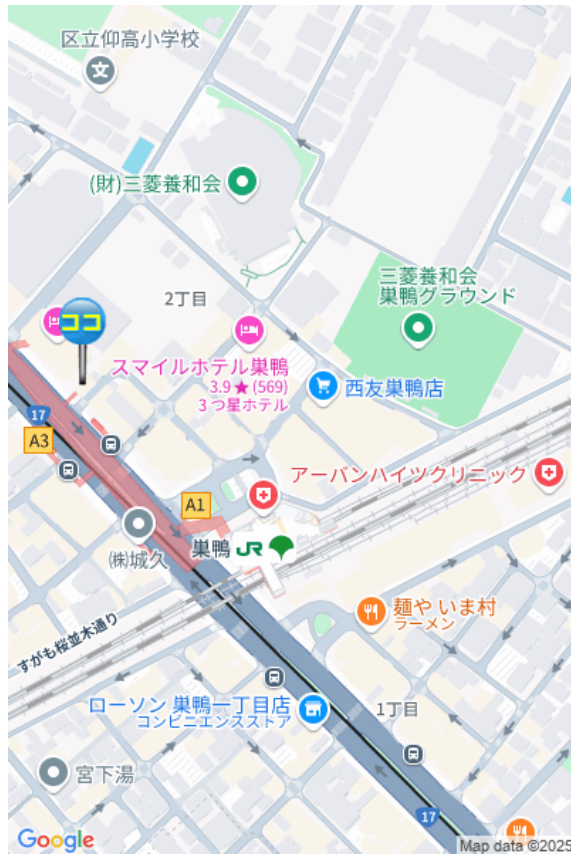 区立仰高小学校
(財)三菱養和会
三菱養和会
巣鴨グラウンド
2丁目
ココ
スマイルホテル巣鴨
3.9★(569)
3 つ星ホテル
西友巣鴨店
17
A3
アーバンハイツクリニック
A1
巣鴨 JR
㈱城久
麺や いま村
ラーメン
すがも桜並木通り
ローソン 巣鴨一丁目店
コンビニエンスストア
1丁目
宮下湯
17
Google
Map data ©2025